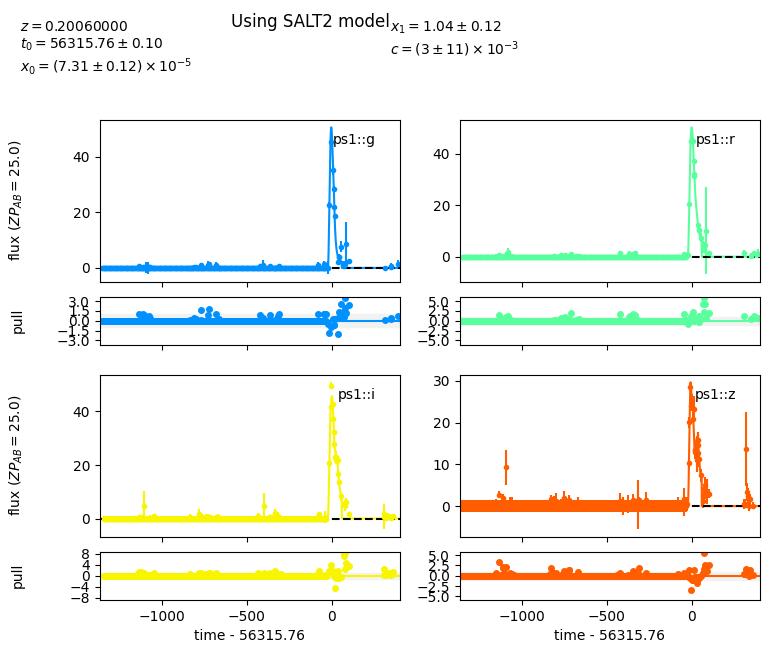 Using SALT2 model
z = 0.20060000
t0 = 56315.76 ± 0.10
x0 = (7.31 ± 0.12) × 10⁻⁵
x1 = 1.04 ± 0.12
c = (3 ± 11) × 10⁻³
flux (ZP_AB = 25.0)
40
20
0
ps1::g
40
20
0
ps1::r
pull
3.0
1.5
0.0
−1.5
−3.0
5.0
2.5
0.0
−2.5
−5.0
flux (ZP_AB = 25.0)
40
20
0
ps1::i
30
20
10
0
ps1::z
pull
8
4
0
−4
−8
5.0
2.5
0.0
−2.5
−5.0
−1000 −500 0
time - 56315.76
−1000 −500 0
time - 56315.76